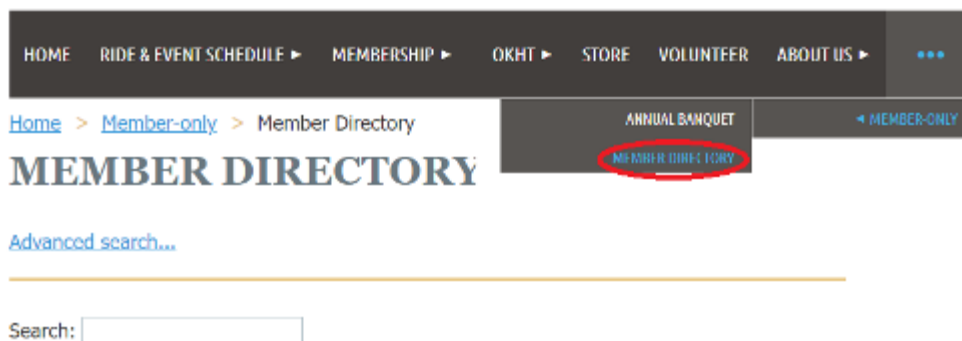 HOME RIDE & EVENT SCHEDULE ► MEMBERSHIP ► OKHT ► STORE VOLUNTEER ABOUT US ► •••
Home > Member-only > Member Directory ANNUAL BANQUET ◄ MEMBER-ONLY
MEMBER DIRECTORY MEMBER DIRECTORY
Advanced search...
Search: